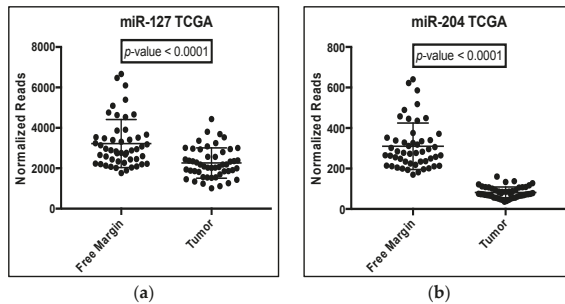 miR-127 TCGA
p-value < 0.0001
Normalized Reads
8000
6000
4000
2000
0
Free Margin
Tumor
(a)
miR-204 TCGA
p-value < 0.0001
Normalized Reads
800
600
400
200
0
Free Margin
Tumor
(b)